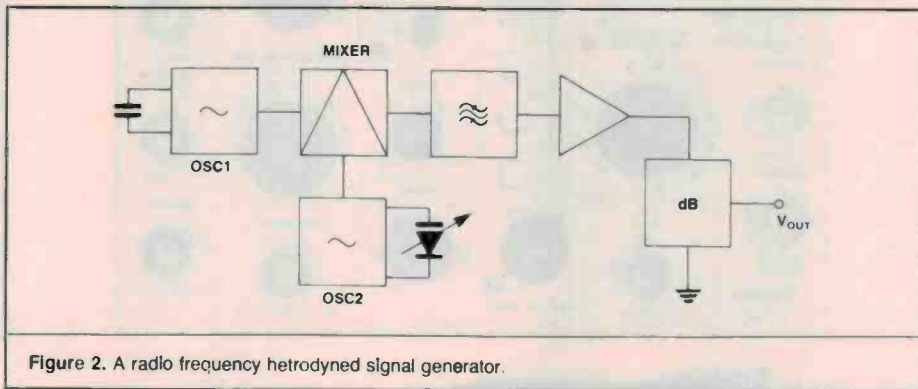 MIXER
OSC1
OSC2
dB
VOUT
Figure 2. A radio frequency hetrodyned signal generator.